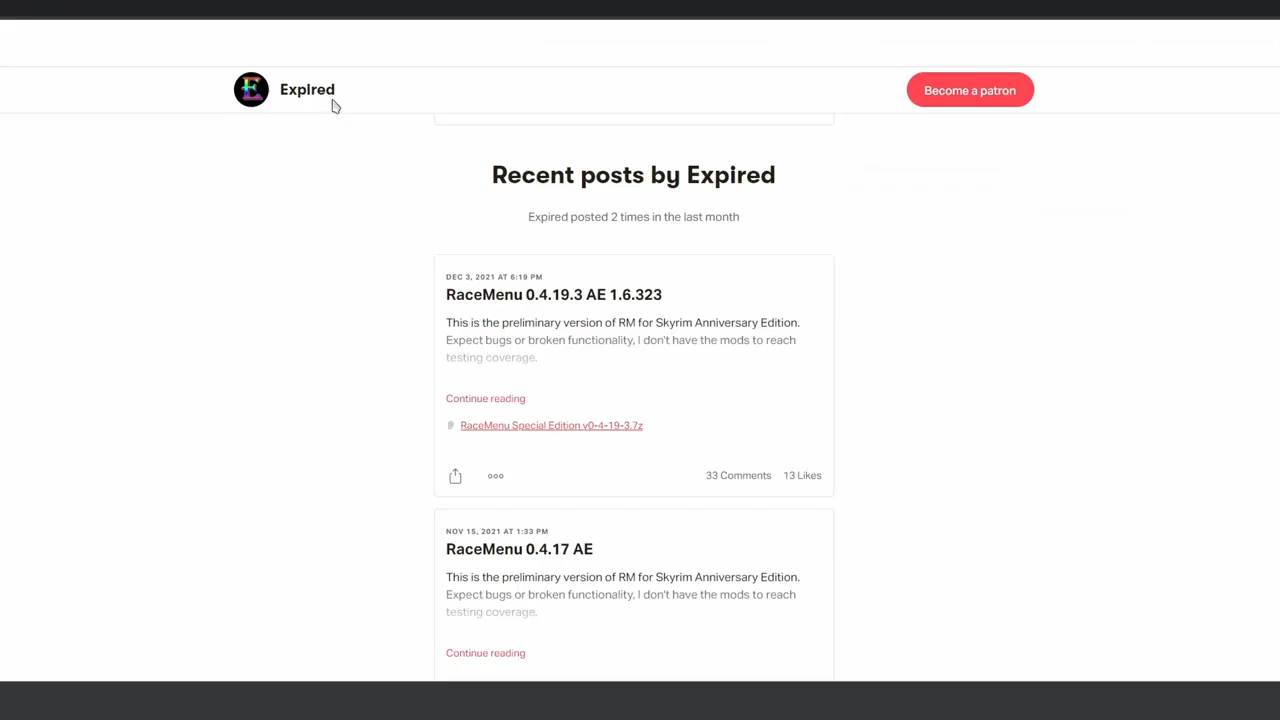 Expired
Become a patron
Recent posts by Expired
Expired posted 2 times in the last month
DEC 3, 2021 AT 6:19 PM
RaceMenu 0.4.19.3 AE 1.6.323
This is the preliminary version of RM for Skyrim Anniversary Edition.
Expect bugs or broken functionality, I don't have the mods to reach
testing coverage.
Continue reading
RaceMenu Special Edition v0-4-19-3.7z
33 Comments 13 Likes
NOV 15, 2021 AT 1:33 PM
RaceMenu 0.4.17 AE
This is the preliminary version of RM for Skyrim Anniversary Edition.
Expect bugs or broken functionality, I don't have the mods to reach
testing coverage.
Continue reading